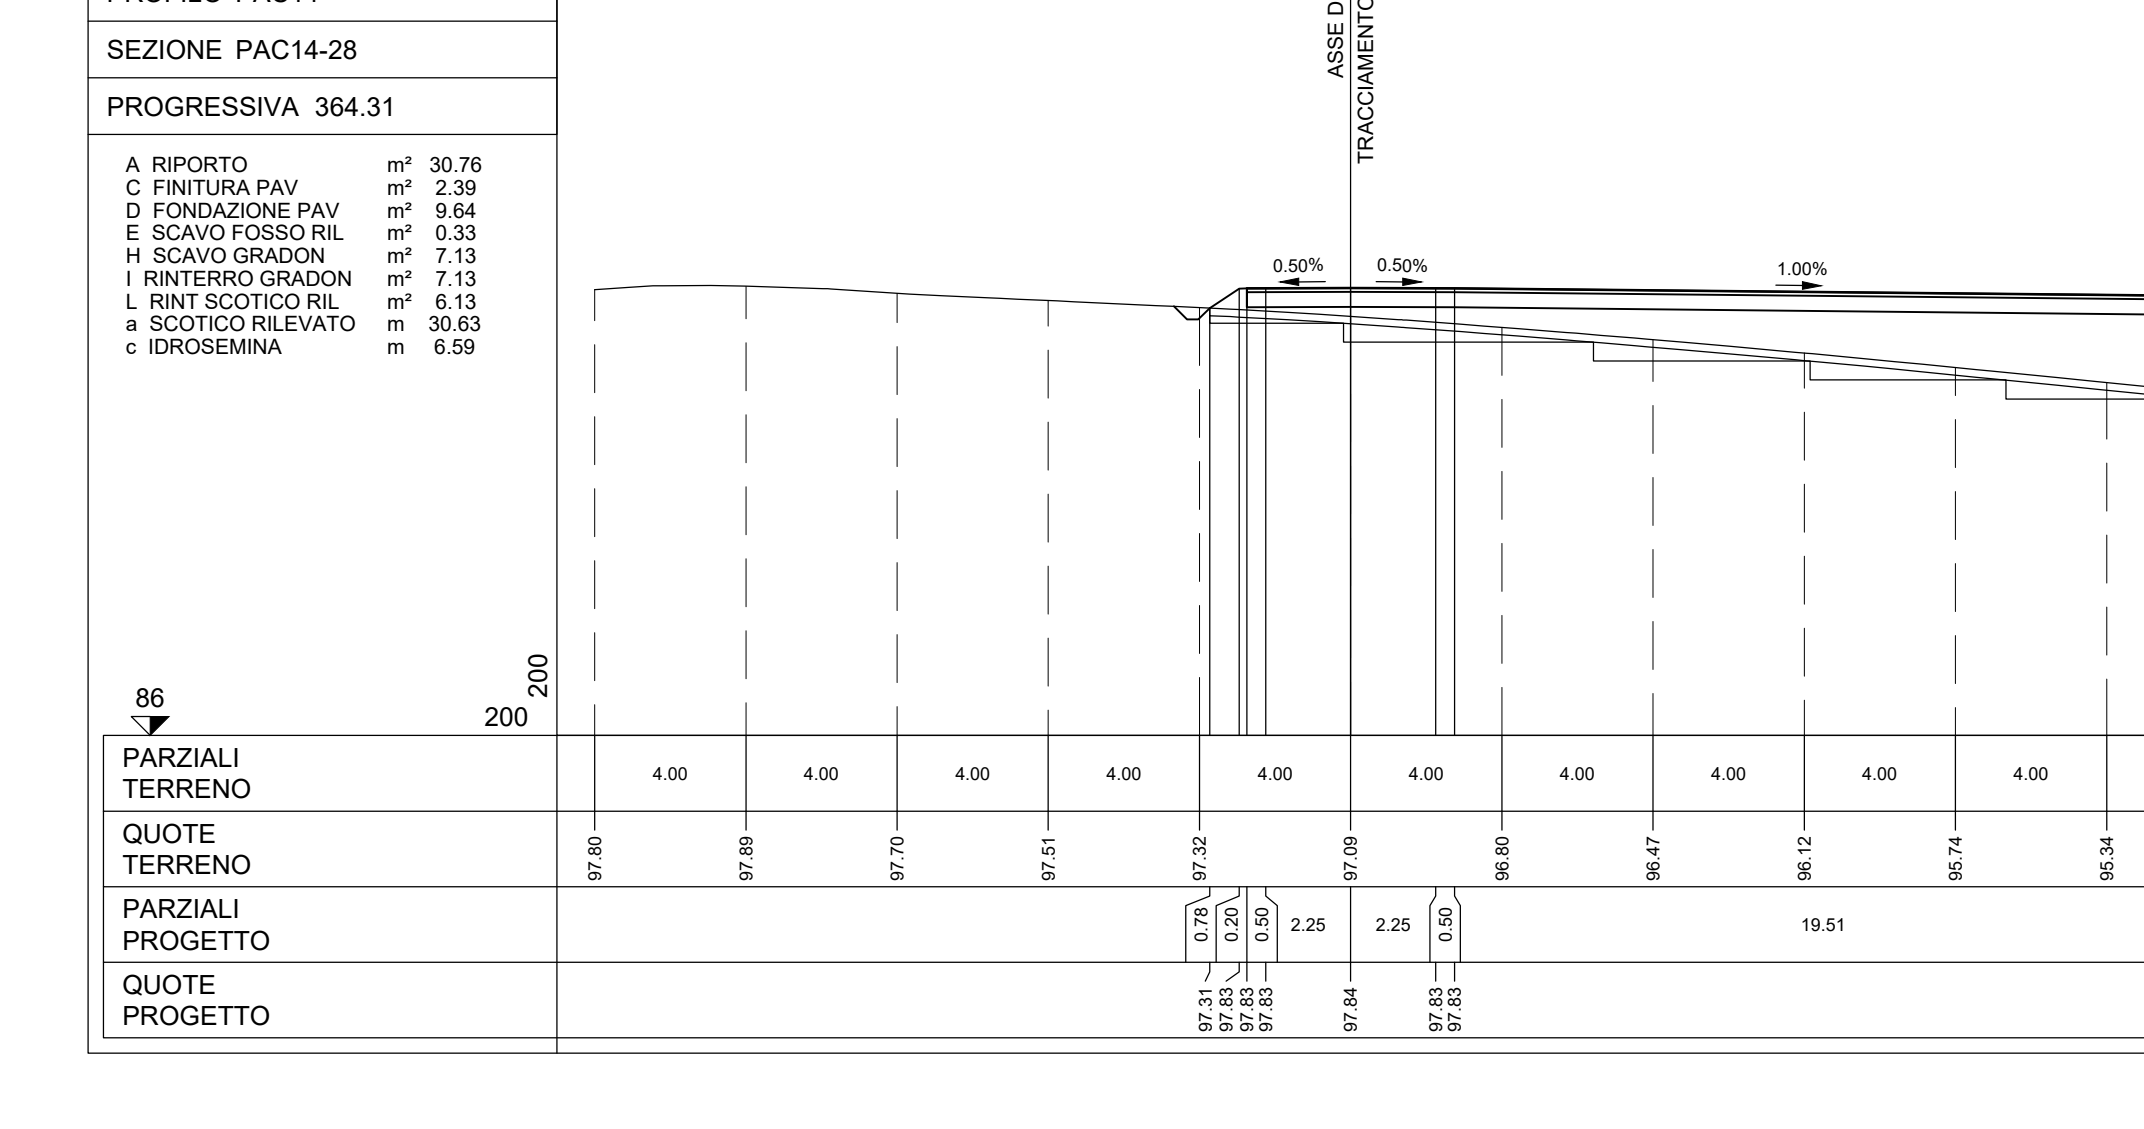 SEZIONE PAC14-28
PROGRESSIVA 364.31
A RIPORTO m² 30.76
C FINITURA PAV m² 2.39
D FONDAZIONE PAV m² 9.64
E SCAVO FOSSO RIL m² 0.33
H SCAVO GRADON m² 7.13
I RINTERRO GRADON m² 7.13
L RINT SCOTICO RIL m² 6.13
a SCOTICO RILEVATO m 30.63
c IDROSEMINA m 6.59
ASSE D
TRACCIAMENTO
0.50% 0.50% 1.00%
86
200
200
PARZIALI
TERRENO
4.00 4.00 4.00 4.00 4.00 4.00 4.00 4.00 4.00 4.00
QUOTE
TERRENO
97.80 97.89 97.70 97.51 97.32 97.09 96.80 96.47 96.12 95.74 95.34
PARZIALI
PROGETTO
0.78 0.20 0.50 2.25 2.25 0.50 19.51
QUOTE
PROGETTO
97.31 97.83 97.83 97.83 97.84 97.83 97.83